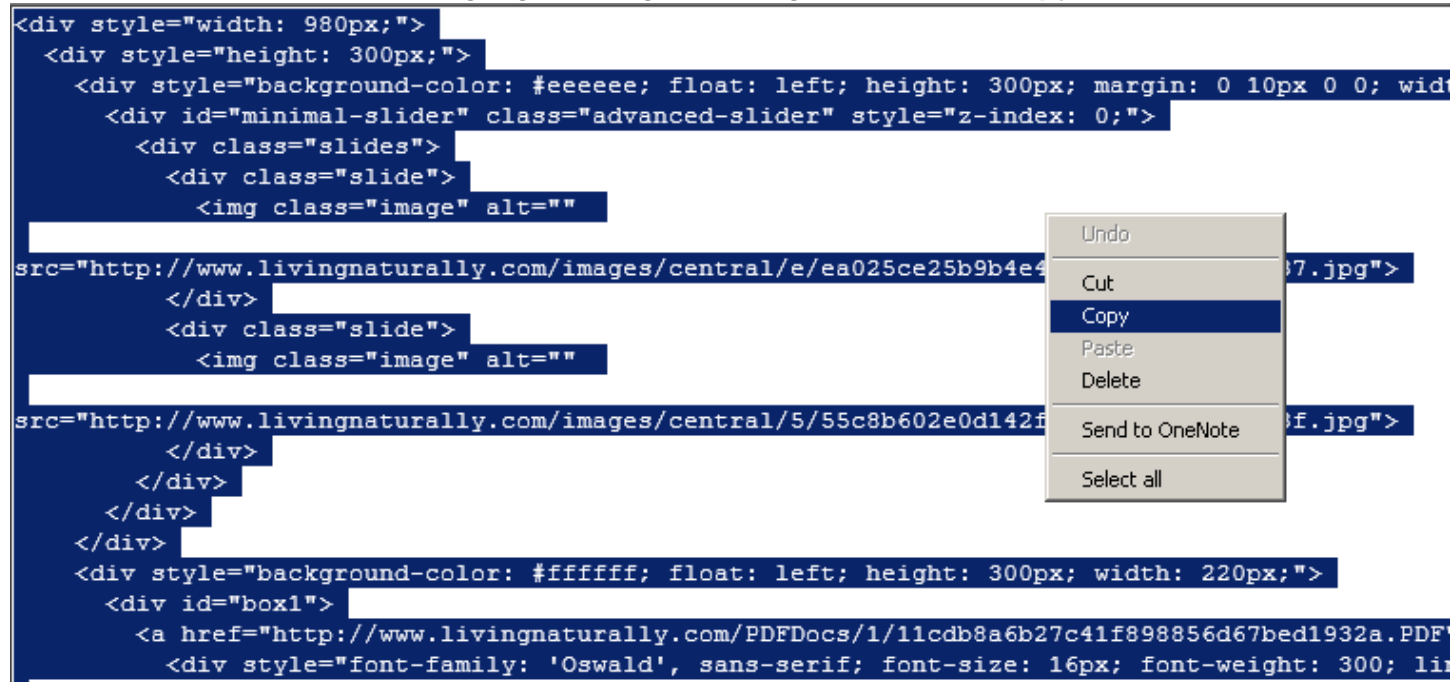 <div style="width: 980px;">
<div style="height: 300px;">
<div style="background-color: #eeeeee; float: left; height: 300px; margin: 0 10px 0 0;
<div id="minimal-slider" class="advanced-slider" style="z-index: 0;">
<div class="slides">
<div class="slide">
<img class="image" alt=""
src="http://www.livingnaturally.com/images/central/e/ea025ce25b9b4e4 37.jpg">
</div>
<div class="slide">
<img class="image" alt=""
src="http://www.livingnaturally.com/images/central/5/55c8b602e0d142f 3f.jpg">
</div>
</div>
</div>
</div>
<div style="background-color: #ffffff; float: left; height: 300px; width: 220px;">
<div id="box1">
<a href="http://www.livingnaturally.com/PDFDocs/1/11cdb8a6b27c41f898856d67bed1932a.PDF"
<div style="font-family: 'Oswald', sans-serif; font-size: 16px; font-weight: 300;
Undo
Cut
Copy
Paste
Delete
Send to OneNote
Select all